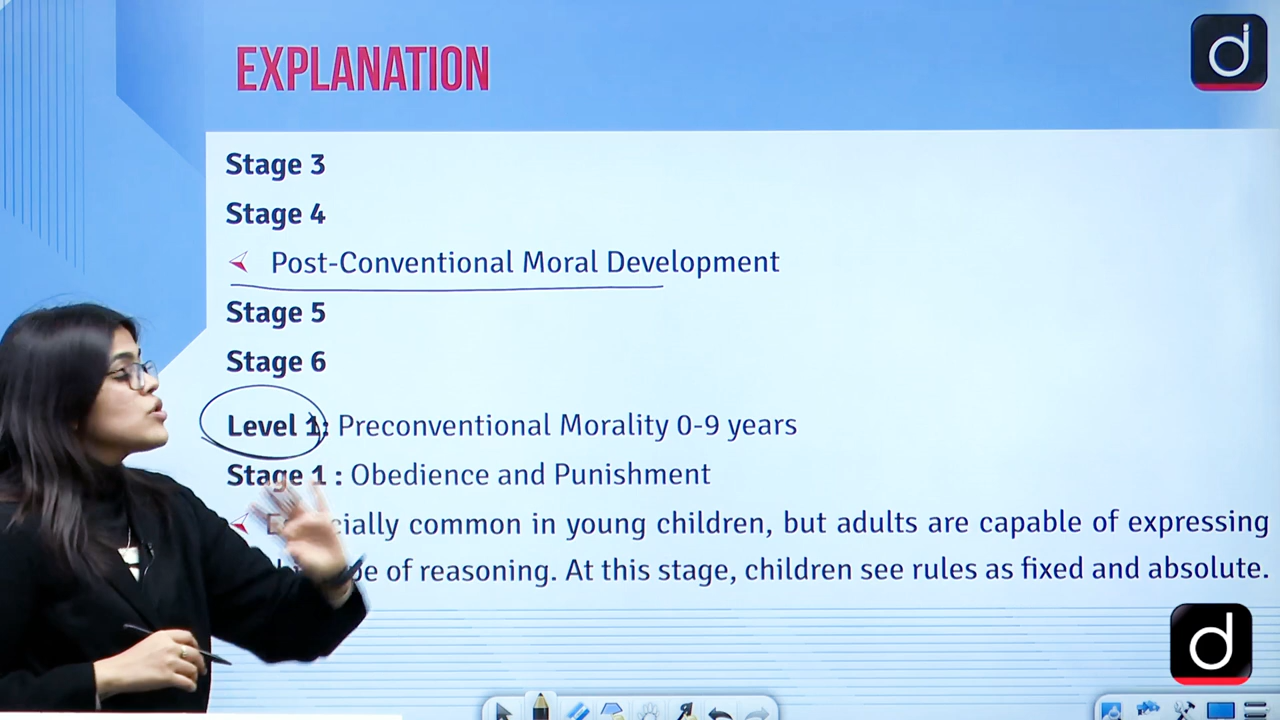 EXPLANATION
Stage 3
Stage 4
Post-Conventional Moral Development
Stage 5
Stage 6
Level 1: Preconventional Morality 0-9 years
Stage 1 : Obedience and Punishment
common in young children, but adults are capable of expressing
of reasoning. At this stage, children see rules as fixed and absolute.
d
d